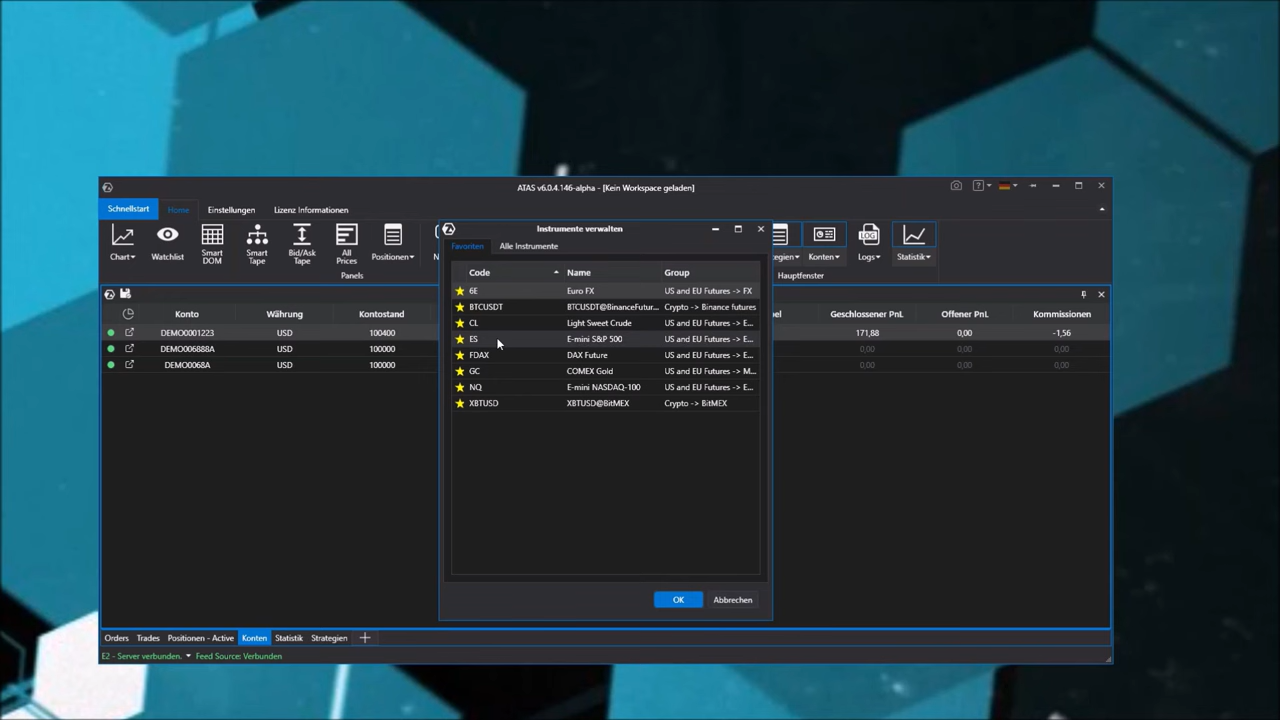 ATAS v6.0.4.146-alpha - [Kein Workspace geladen]
Schnellstart Home Einstellungen Lizenz Informationen
Chart Watchlist Smart DOM Smart Tape Bid/Ask Tape All Prices Positionen Konten Logs Statistik
LOG
Panels Hauptfenster
Instrumente verwalten
Favoriten Alle Instrumente
Code Name Group
6E Euro FX US and EU Futures -> FX
BTCUSDT BTCUSDT@BinanceFutur... Crypto -> Binance futures
CL Light Sweet Crude US and EU Futures -> E...
ES E-mini S&P 500 US and EU Futures -> E...
FDAX DAX Future US and EU Futures -> E...
GC COMEX Gold US and EU Futures -> M...
NQ E-mini NASDAQ-100 US and EU Futures -> E...
XBTUSD XBTUSD@BitMEX Crypto -> BitMEX
OK Abbrechen
Konto Währung Kontostand Geschlossener PnL Offener PnL Kommissionen
DEMO0001223 USD 100400 171,88 0,00 -1,56
DEMO006888A USD 100000 0,00 0,00 0,00
DEMO0068A USD 100000 0,00 0,00 0,00
Orders Trades Positionen - Active Konten Statistik Strategien
E2 - Server verbunden. Feed Source: Verbunden